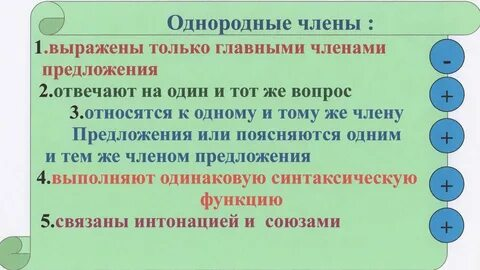 Однородные члены :
1.выражены только главными членами
предложения
-
2.отвечают на один и тот же вопрос
+
3.относятся к одному и тому же члену
Предложения или поясняются одним
и тем же членом предложения
+
4.выполняют одинаковую синтаксическую
функцию
+
5.связаны интонацией и союзами
+